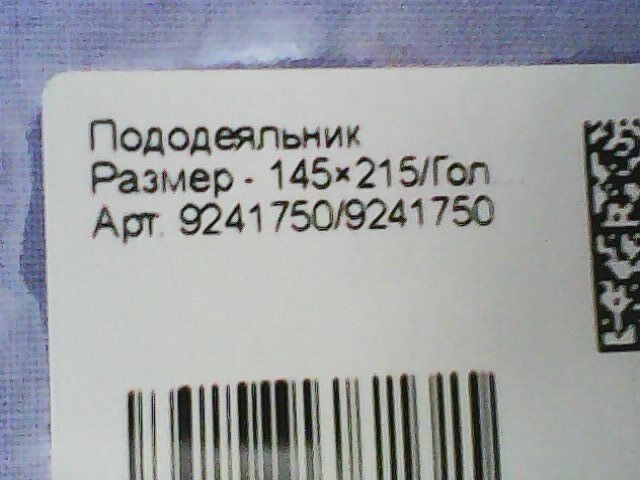 Пододеяльник
Размер - 145×215/Гол
Арт. 9241750/9241750